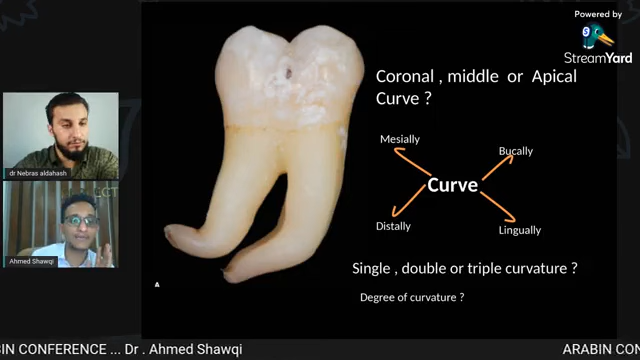 Powered by
StreamYard
Coronal , middle or Apical
Curve ?
Mesially
Bucally
Curve
Distally
Lingually
Single , double or triple curvature ?
Degree of curvature ?
dr Nebras aldahash
Ahmed Shawqi
BIN CONFERENCE ... Dr . Ahmed Shawqi
ARABIN CON